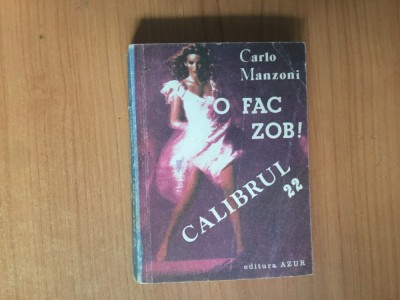 Carlo
Manzoni
O FAC
ZOB!
CALIBRUL
22
editura AZUR